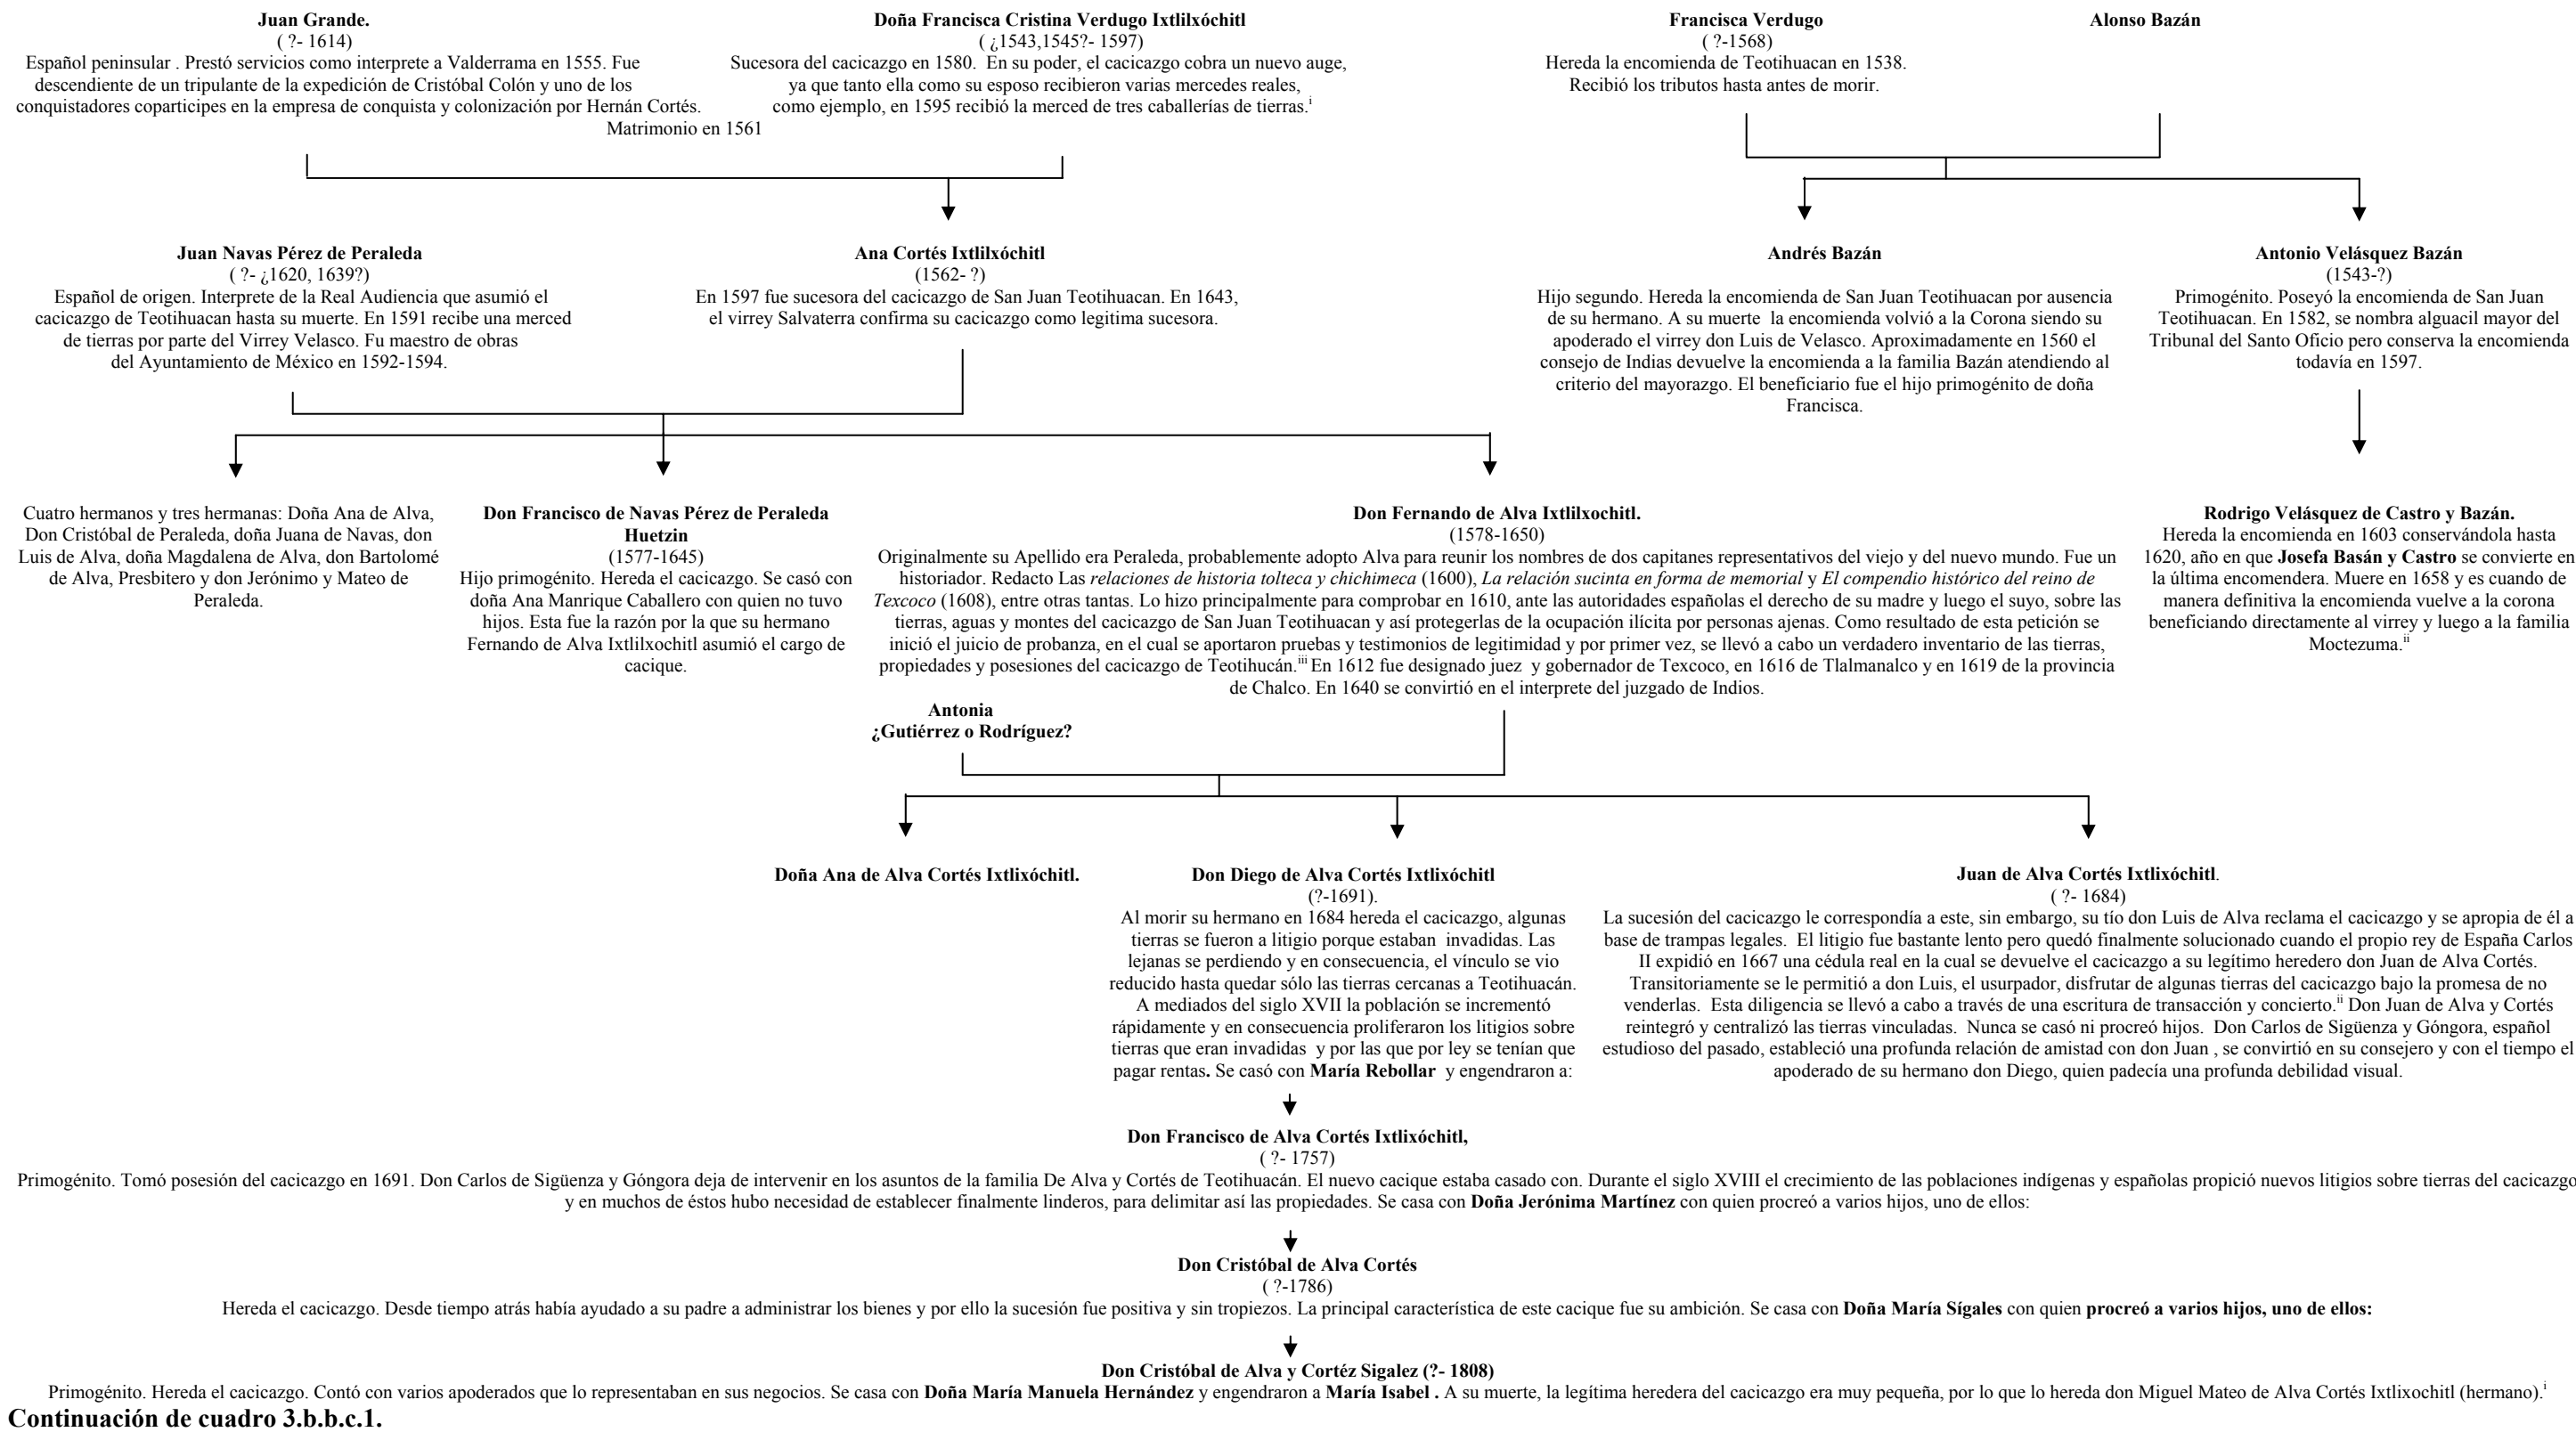 Juan Grande.
( ?- 1614)
Español peninsular . Prestó servicios como interprete a Valderrama en 1555. Fue
descendiente de un tripulante de la expedición de Cristóbal Colón y uno de los
conquistadores coparticipes en la empresa de conquista y colonización por Hernán Cortés.
Doña Francisca Cristina Verdugo Ixtlilxóchitl
( ¿1543,1545?- 1597)
Sucesora del cacicazgo en 1580.  En su poder, el cacicazgo cobra un nuevo auge,
ya que tanto ella como su esposo recibieron varias mercedes reales,
como ejemplo, en 1595 recibió la merced de tres caballerías de tierras.i
Matrimonio en 1561
Francisca Verdugo
( ?-1568)
Hereda la encomienda de Teotihuacan en 1538.
Recibió los tributos hasta antes de morir.
Alonso Bazán
Juan Navas Pérez de Peraleda
( ?- ¿1620, 1639?)
Español de origen. Interprete de la Real Audiencia que asumió el
cacicazgo de Teotihuacan hasta su muerte. En 1591 recibe una merced
de tierras por parte del Virrey Velasco. Fu maestro de obras
del Ayuntamiento de México en 1592-1594.
Ana Cortés Ixtlilxóchitl
(1562- ?)
En 1597 fue sucesora del cacicazgo de San Juan Teotihuacan. En 1643,
el virrey Salvaterra confirma su cacicazgo como legitima sucesora.
Andrés Bazán
Hijo segundo. Hereda la encomienda de San Juan Teotihuacan por ausencia
de su hermano. A su muerte  la encomienda volvió a la Corona siendo su
apoderado el virrey don Luis de Velasco. Aproximadamente en 1560 el
consejo de Indias devuelve la encomienda a la familia Bazán atendiendo al
criterio del mayorazgo. El beneficiario fue el hijo primogénito de doña
Francisca.
Antonio Velásquez Bazán
(1543-?)
Primogénito. Poseyó la encomienda de San Juan
Teotihuacan. En 1582, se nombra alguacil mayor del
Tribunal del Santo Oficio pero conserva la encomienda
todavía en 1597.
Cuatro hermanos y tres hermanas: Doña Ana de Alva,
Don Cristóbal de Peraleda, doña Juana de Navas, don
Luis de Alva, doña Magdalena de Alva, don Bartolomé
de Alva, Presbitero y don Jerónimo y Mateo de
Peraleda.
Don Francisco de Navas Pérez de Peraleda
Huetzin
(1577-1645)
Hijo primogénito. Hereda el cacicazgo. Se casó con
doña Ana Manrique Caballero con quien no tuvo
hijos. Esta fue la razón por la que su hermano
Fernando de Alva Ixtlilxochitl asumió el cargo de
cacique.
Don Fernando de Alva Ixtlilxochitl.
(1578-1650)
Originalmente su Apellido era Peraleda, probablemente adopto Alva para reunir los nombres de dos capitanes representativos del viejo y del nuevo mundo. Fue un
historiador. Redacto Las relaciones de historia tolteca y chichimeca (1600), La relación sucinta en forma de memorial y El compendio histórico del reino de
Texcoco (1608), entre otras tantas. Lo hizo principalmente para comprobar en 1610, ante las autoridades españolas el derecho de su madre y luego el suyo, sobre las
tierras, aguas y montes del cacicazgo de San Juan Teotihuacan y así protegerlas de la ocupación ilícita por personas ajenas. Como resultado de esta petición se
inició el juicio de probanza, en el cual se aportaron pruebas y testimonios de legitimidad y por primer vez, se llevó a cabo un verdadero inventario de las tierras,
propiedades y posesiones del cacicazgo de Teotihucán.iii En 1612 fue designado juez  y gobernador de Texcoco, en 1616 de Tlalmanalco y en 1619 de la provincia
de Chalco. En 1640 se convirtió en el interprete del juzgado de Indios.
Rodrigo Velásquez de Castro y Bazán.
Hereda la encomienda en 1603 conservándola hasta
1620, año en que Josefa Basán y Castro se convierte en
la última encomendera. Muere en 1658 y es cuando de
manera definitiva la encomienda vuelve a la corona
beneficiando directamente al virrey y luego a la familia
Moctezuma.ii
Antonia
¿Gutiérrez o Rodríguez?
Doña Ana de Alva Cortés Ixtlixóchitl.
Don Diego de Alva Cortés Ixtlixóchitl
(?-1691).
Al morir su hermano en 1684 hereda el cacicazgo, algunas
tierras se fueron a litigio porque estaban  invadidas. Las
lejanas se perdiendo y en consecuencia, el vínculo se vio
reducido hasta quedar sólo las tierras cercanas a Teotihuacán.
A mediados del siglo XVII la población se incrementó
rápidamente y en consecuencia proliferaron los litigios sobre
tierras que eran invadidas  y por las que por ley se tenían que
pagar rentas. Se casó con María Rebollar  y engendraron a:
Juan de Alva Cortés Ixtlixóchitl.
( ?- 1684)
La sucesión del cacicazgo le correspondía a este, sin embargo, su tío don Luis de Alva reclama el cacicazgo y se apropia de él a
base de trampas legales.  El litigio fue bastante lento pero quedó finalmente solucionado cuando el propio rey de España Carlos
II expidió en 1667 una cédula real en la cual se devuelve el cacicazgo a su legítimo heredero don Juan de Alva Cortés.
Transitoriamente se le permitió a don Luis, el usurpador, disfrutar de algunas tierras del cacicazgo bajo la promesa de no
venderlas.  Esta diligencia se llevó a cabo a través de una escritura de transacción y concierto.ii Don Juan de Alva y Cortés
reintegró y centralizó las tierras vinculadas.  Nunca se casó ni procreó hijos.  Don Carlos de Sigüenza y Góngora, español
estudioso del pasado, estableció una profunda relación de amistad con don Juan , se convirtió en su consejero y con el tiempo el
apoderado de su hermano don Diego, quien padecía una profunda debilidad visual.
Don Francisco de Alva Cortés Ixtlixóchitl,
( ?- 1757)
Primogénito. Tomó posesión del cacicazgo en 1691. Don Carlos de Sigüenza y Góngora deja de intervenir en los asuntos de la familia De Alva y Cortés de Teotihuacán. El nuevo cacique estaba casado con. Durante el siglo XVIII el crecimiento de las poblaciones indígenas y españolas propició nuevos litigios sobre tierras del cacicazgo
y en muchos de éstos hubo necesidad de establecer finalmente linderos, para delimitar así las propiedades. Se casa con Doña Jerónima Martínez con quien procreó a varios hijos, uno de ellos:
Don Cristóbal de Alva Cortés
( ?-1786)
Hereda el cacicazgo. Desde tiempo atrás había ayudado a su padre a administrar los bienes y por ello la sucesión fue positiva y sin tropiezos. La principal característica de este cacique fue su ambición. Se casa con Doña María Sígales con quien procreó a varios hijos, uno de ellos:
Don Cristóbal de Alva y Cortéz Sigalez (?- 1808)
Primogénito. Hereda el cacicazgo. Contó con varios apoderados que lo representaban en sus negocios. Se casa con Doña María Manuela Hernández y engendraron a María Isabel . A su muerte, la legítima heredera del cacicazgo era muy pequeña, por lo que lo hereda don Miguel Mateo de Alva Cortés Ixtlixochitl (hermano).i
Continuación de cuadro 3.b.b.c.1.